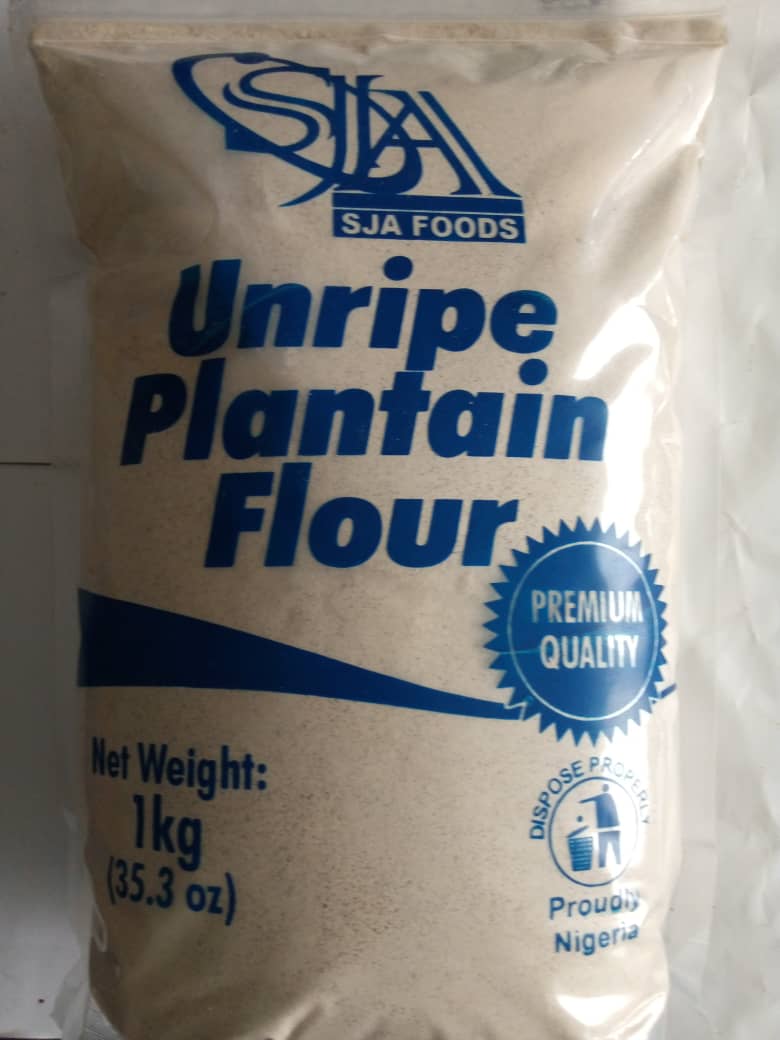 SJA
SJA FOODS
Unripe
Plantain
Flour
PREMIUM
QUALITY
Net Weight:
1kg
(35.3 oz)
DISPOSE PROPERLY
Proudly
Nigeria